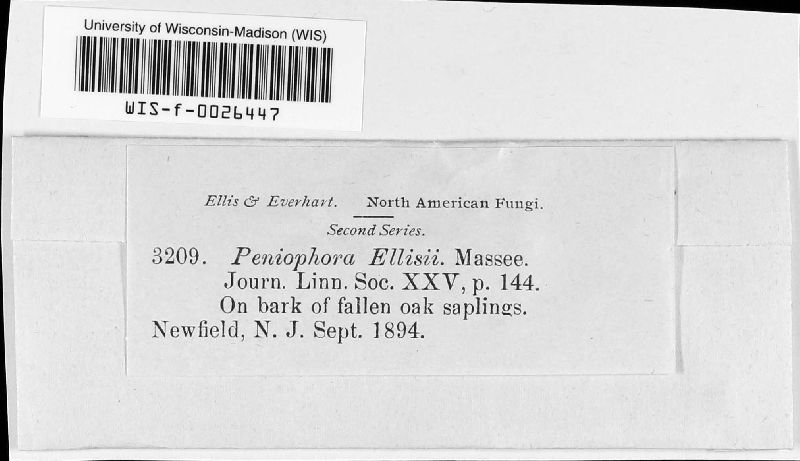 University of Wisconsin-Madison (WIS)
WIS-f-0026447
Ellis & Everhart. North American Fungi.
Second Series.
3209. Peniophora Ellisii. Massee.
Journ. Linn. Soc. XXV, p. 144.
On bark of fallen oak saplings.
Newfield, N. J. Sept. 1894.